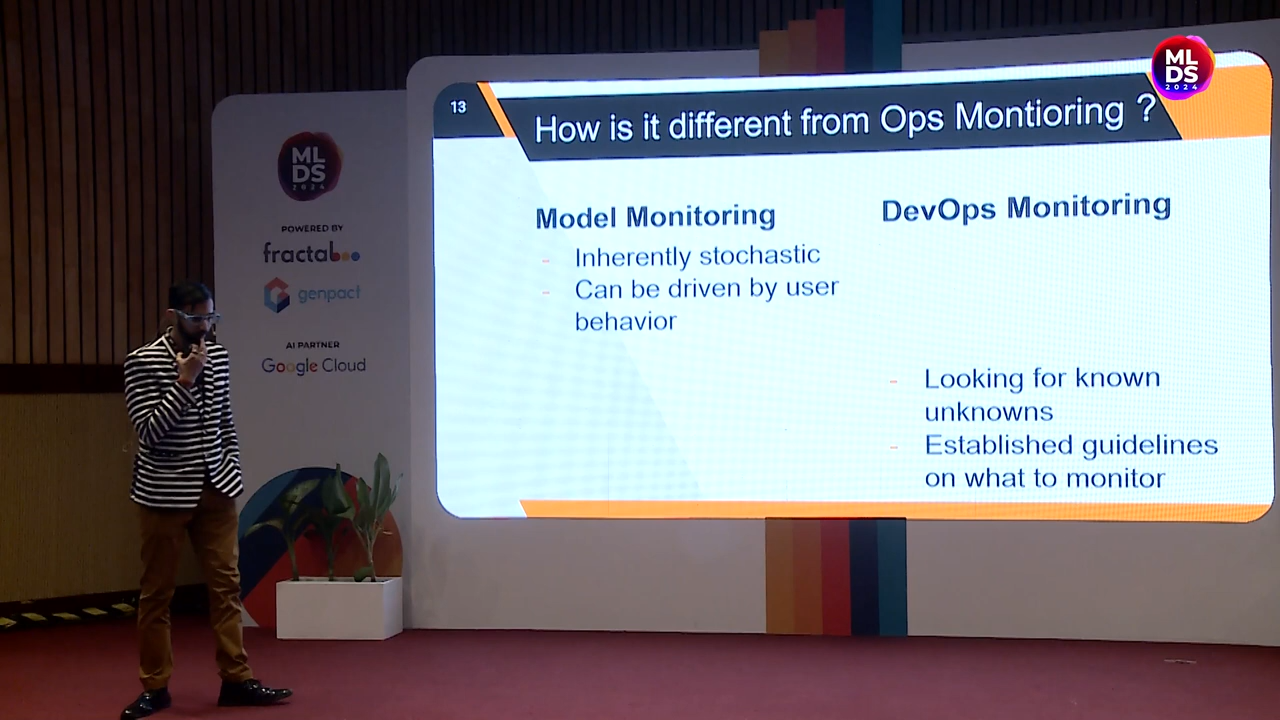 ML
DS
2024
POWERED BY
fractal
genpact
AI PARTNER
Google Cloud
13
How is it different from Ops Montioring ?
Model Monitoring
- Inherently stochastic
- Can be driven by user
behavior
DevOps Monitoring
- Looking for known
unknowns
- Established guidelines
on what to monitor
ML
DS
2024